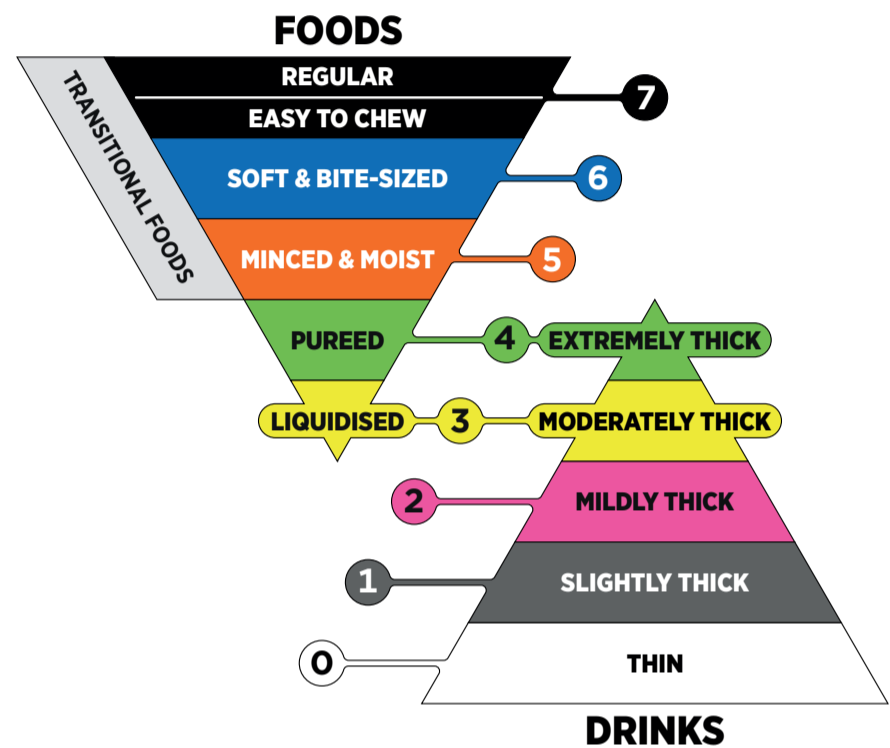 FOODS
REGULAR
EASY TO CHEW
7
TRANSITIONAL FOODS
SOFT & BITE-SIZED
6
MINCED & MOIST
5
PUREED
4
EXTREMELY THICK
LIQUIDISED
3
MODERATELY THICK
2
MILDLY THICK
1
SLIGHTLY THICK
0
THIN
DRINKS